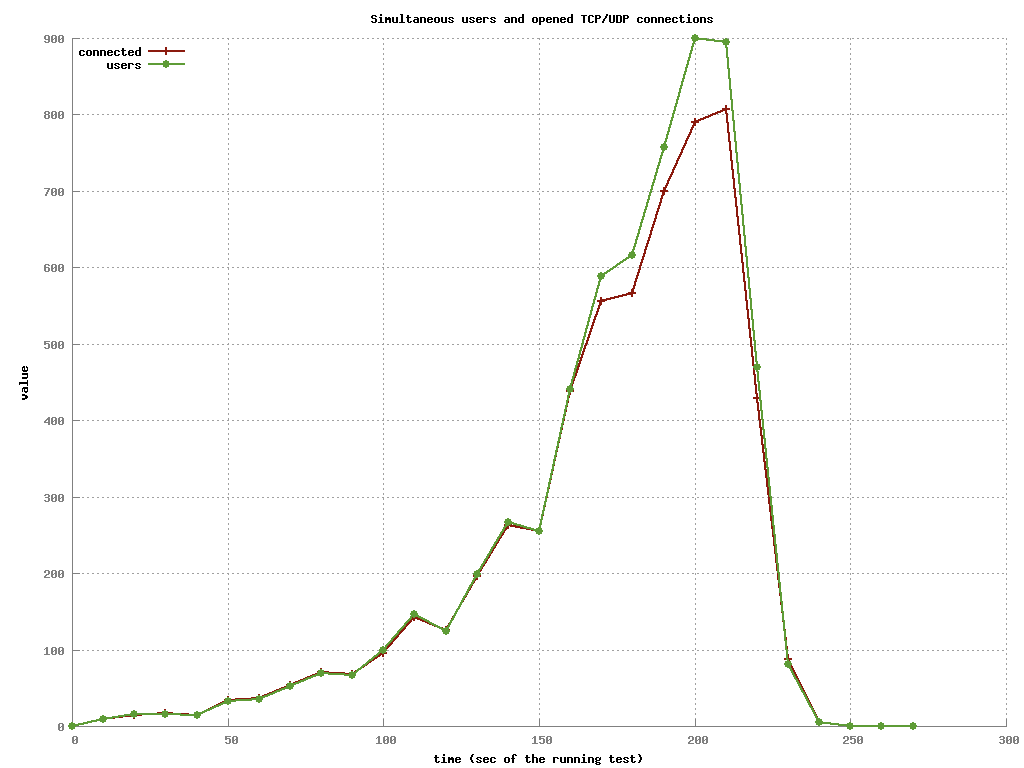 Simultaneous users and opened TCP/UDP connections
900
connected
users
800
700
600
500
value
400
300
200
100
0
0 50 100 150 200 250 300
time (sec of the running test)